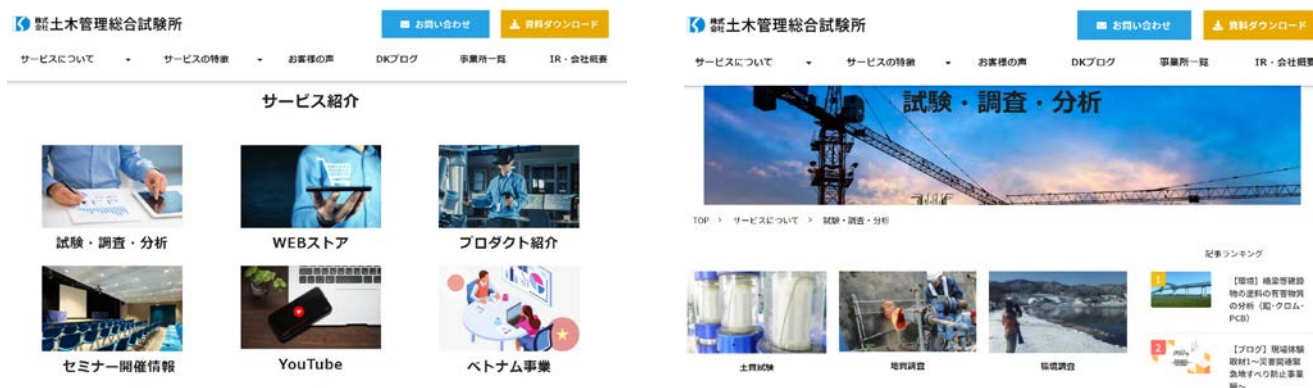 株式会社土木管理総合試験所
お問い合わせ
資料ダウンロード
サービスについて
サービスの特徴
お客様の声
DKブログ
事業所一覧
IR・会社概要
サービス紹介
試験・調査・分析
WEBストア
プロダクト紹介
セミナー開催情報
YouTube
ベトナム事業
株式会社土木管理総合試験所
お問い合わせ
資料ダウンロード
サービスについて
サービスの特徴
お客様の声
DKブログ
事業所一覧
IR・会社概要
試験・調査・分析
TOP > サービスについて > 試験・調査・分析
土質試験
地質調査
環境調査
記事ランキング
1
【環境】橋梁等建設
物の塗料の有害物質
の分析（鉛・クロム・
PCB）
2
【ブログ】現場体験
取材1～災害関連緊
急地すべり防止事業